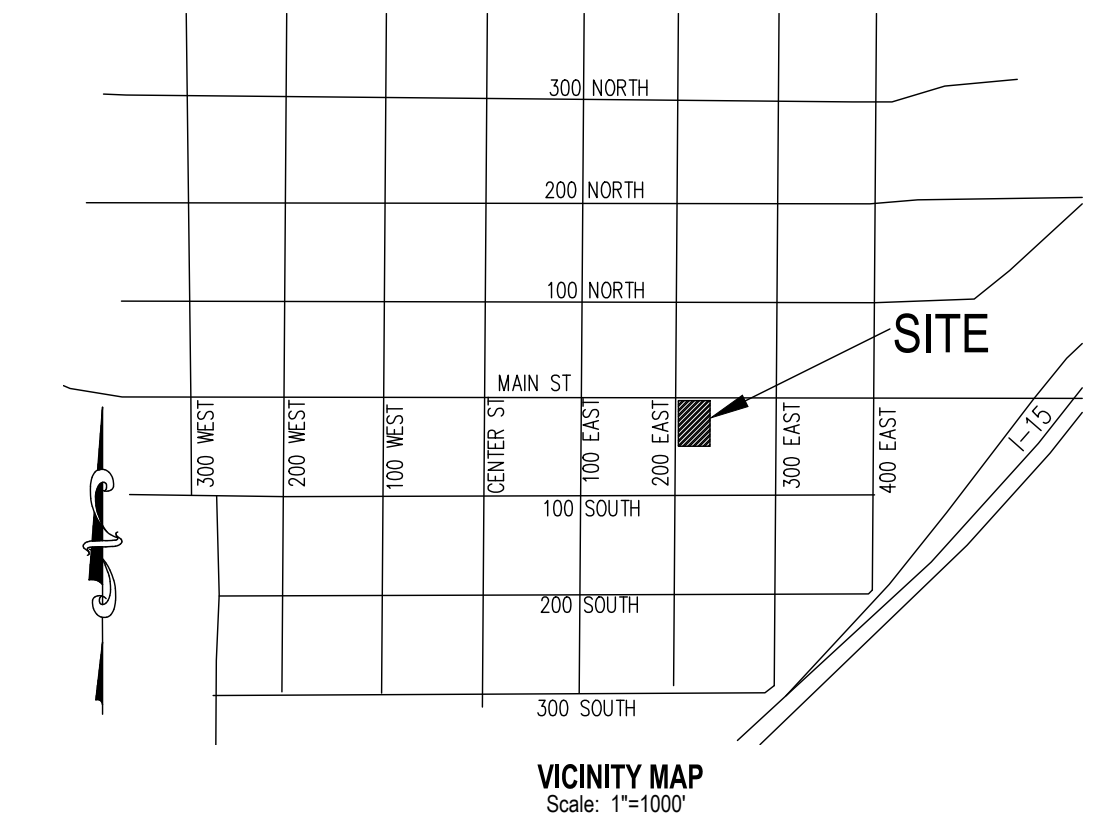 300 NORTH
200 NORTH
100 NORTH
SITE
MAIN ST
300 WEST
200 WEST
100 WEST
CENTER ST
100 EAST
200 EAST
300 EAST
400 EAST
I-15
100 SOUTH
200 SOUTH
300 SOUTH
VICINITY MAP
Scale: 1"=1000'